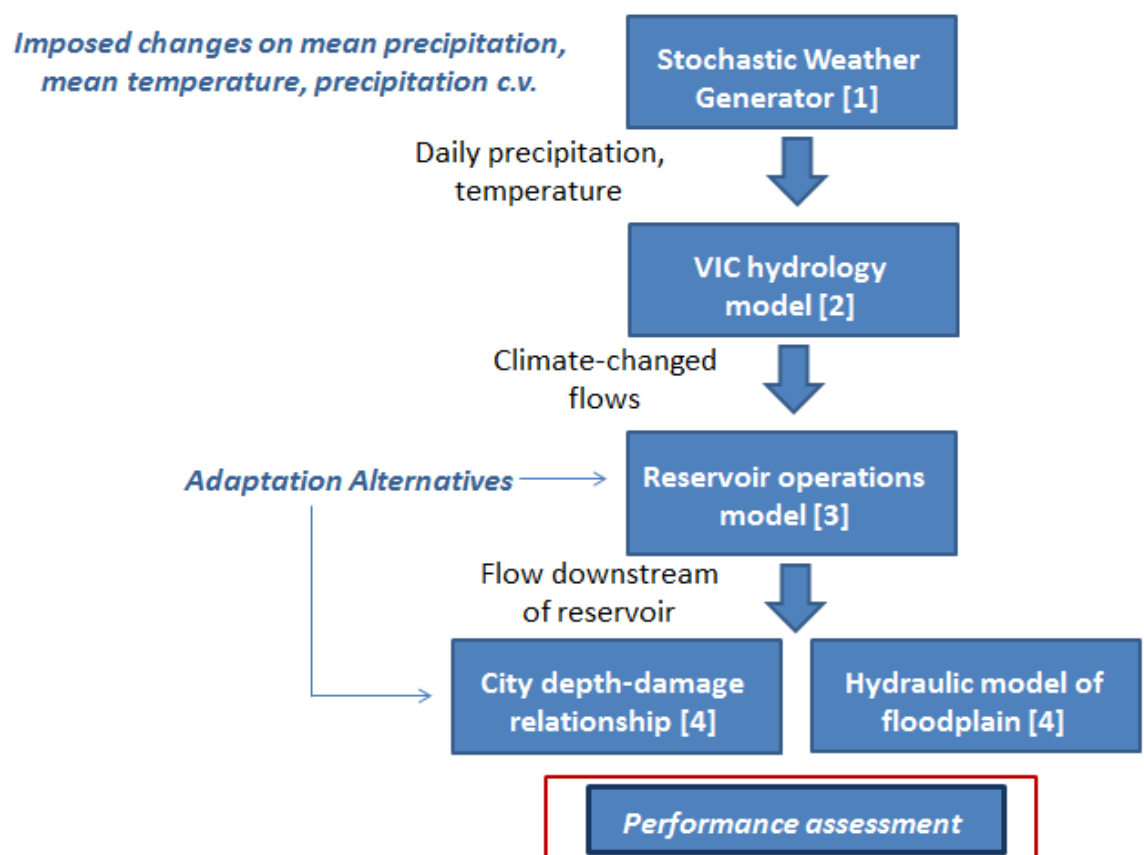 Imposed changes on mean precipitation,
mean temperature, precipitation c.v.
Stochastic Weather
Generator [1]
Daily precipitation,
temperature
VIC hydrology
model [2]
Climate-changed
flows
Adaptation Alternatives
Reservoir operations
model [3]
Flow downstream
of reservoir
City depth-damage
relationship [4]
Hydraulic model of
floodplain [4]
Performance assessment